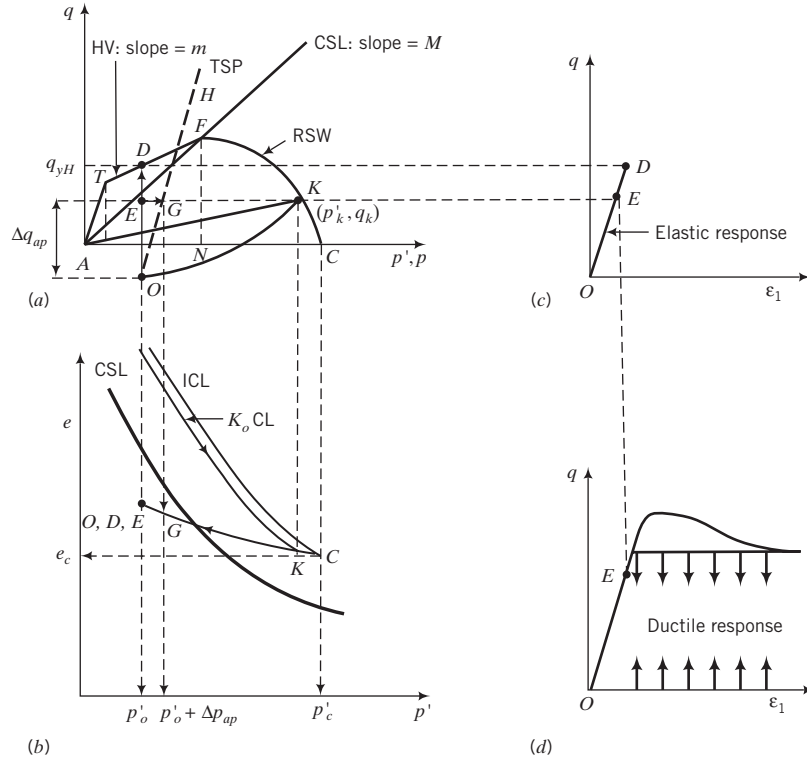 q
HV: slope = m
TSP
CSL: slope = M
H
F
RSW
D
q_yH
T
E
G
K
(p'_k, q_k)
Δq_ap
A
N
C
p', p
O
(a)
q
D
E
Elastic response
O
ε_1
(c)
CSL
ICL
e
K_o CL
O, D, E
G
e_c
K
C
p'_o
p'_o + Δp_ap
p'_c
p'
(b)
q
E
Ductile response
O
ε_1
(d)